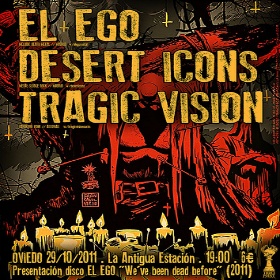 EL EGO
DESERT ICONS
TRAGIC VISION
OVIEDO 29/10/2011 . La Antigua Estación . 19:00 . 6€
Presentación disco EL EGO "We've been dead before" (2011)